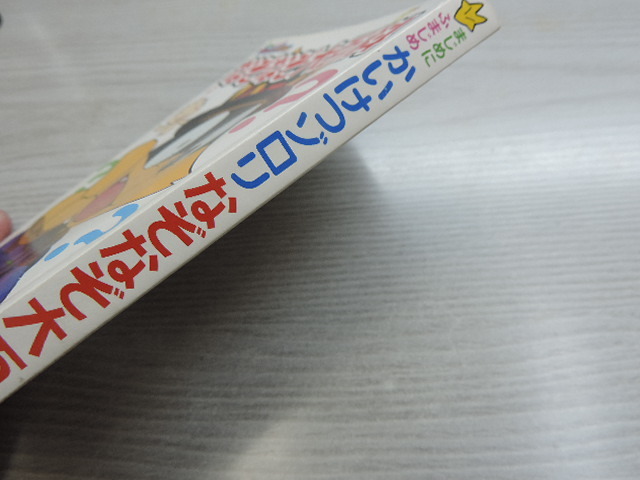 まじめに
ふまじめ
かいけつゾロリ
なぞなぞ大